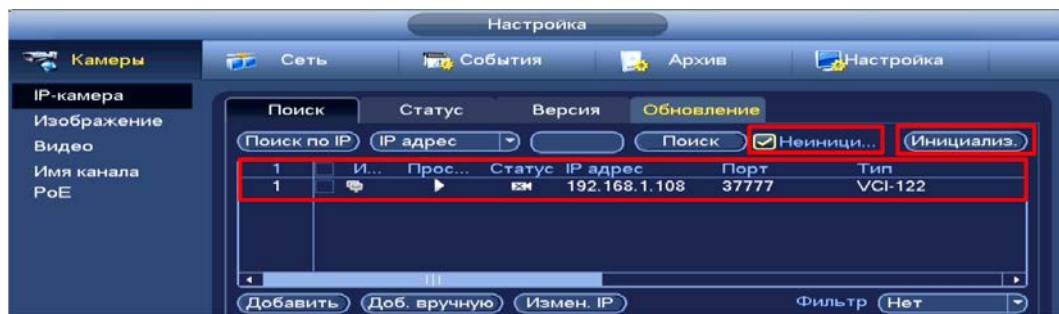 Настройка
Камеры Сеть События Архив Настройка
IP-камера
Изображение
Видео
Имя канала
PoE
Поиск Статус Версия Обновление
Поиск по IP IP адрес Поиск Неиници... Инициализ.
1 И... Прос... Статус IP адрес Порт Тип
1 192.168.1.108 37777 VCI-122
Добавить Доб. вручную Измен. IP Фильтр Нет